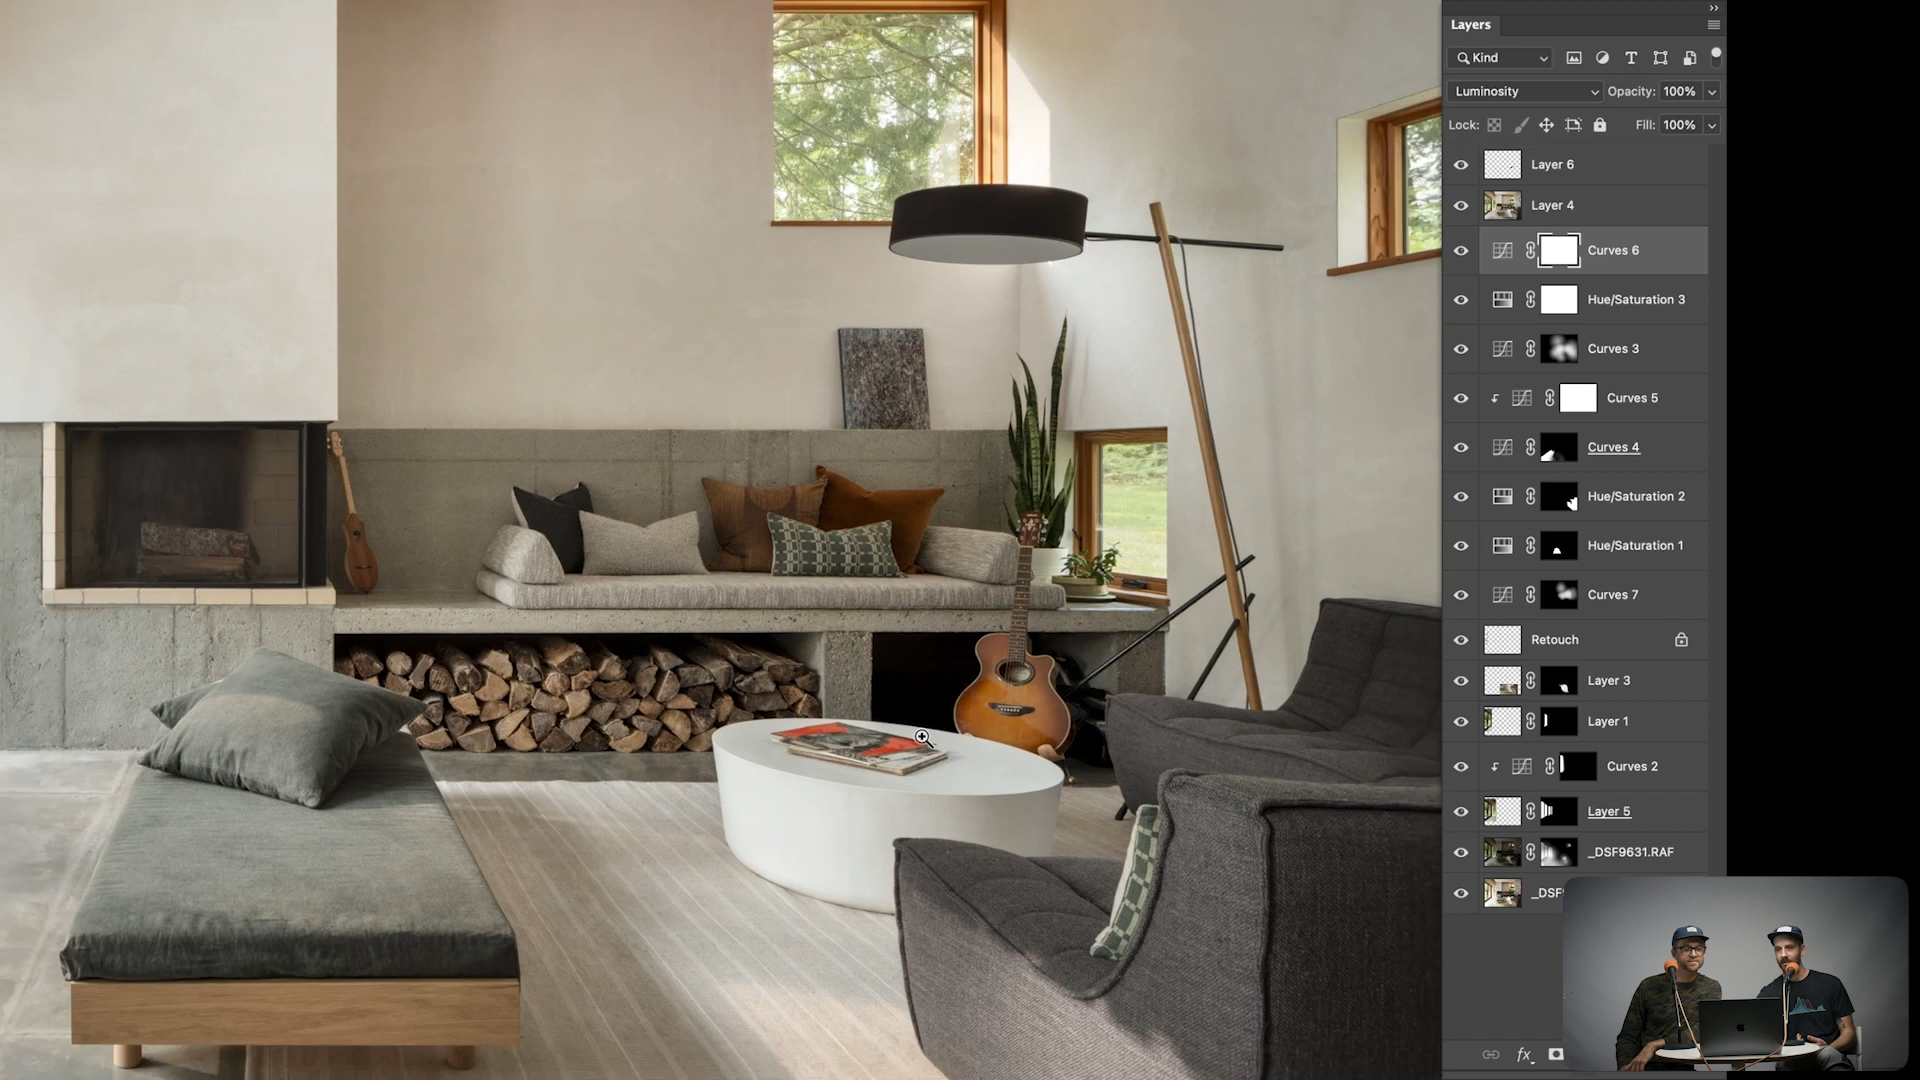 Layers
Kind
Luminosity
Opacity: 100%
Lock:
Fill: 100%
Layer 6
Layer 4
Curves 6
Hue/Saturation 3
Curves 3
Curves 5
Curves 4
Hue/Saturation 2
Hue/Saturation 1
Curves 7
Retouch
Layer 3
Layer 1
Curves 2
Layer 5
_DSF9631.RAF
_DSF
fx